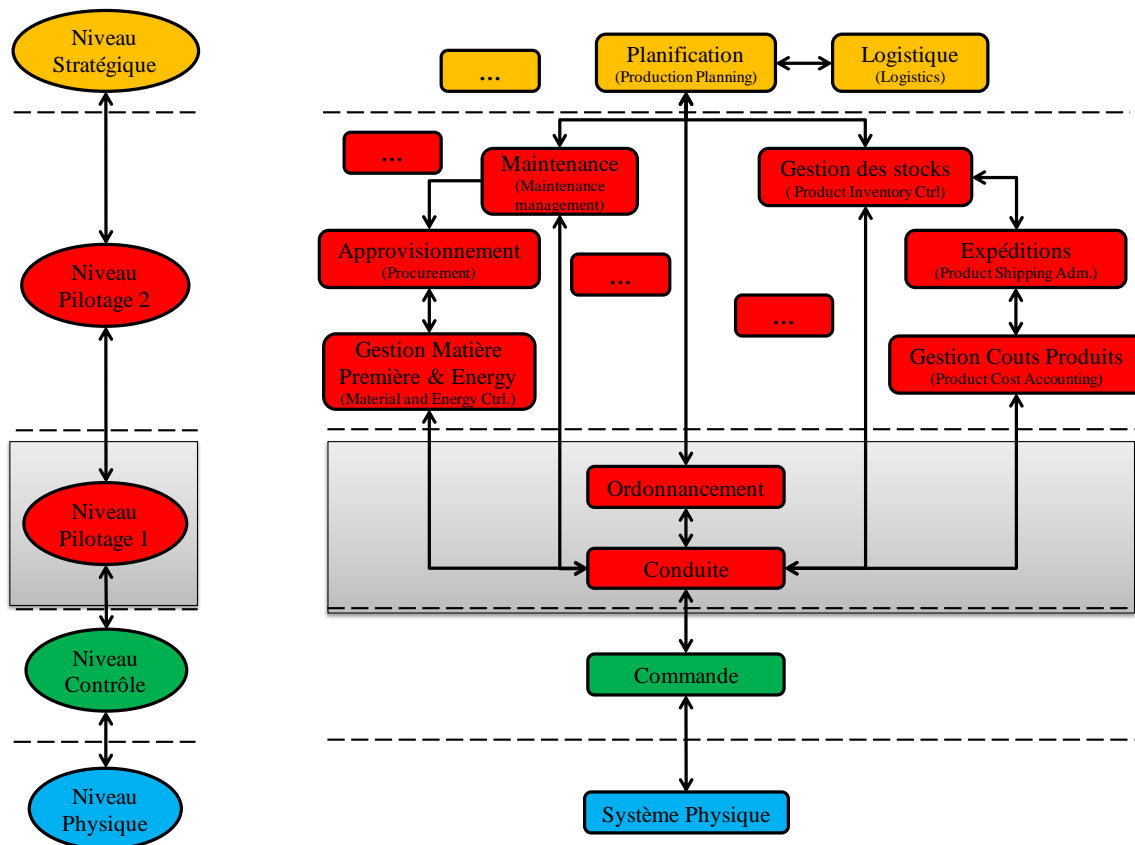 Niveau
Stratégique
...
Planification
(Production Planning)
Logistique
(Logistics)
...
Maintenance
(Maintenance
management)
Gestion des stocks
( Product Inventory Ctrl)
Niveau
Pilotage 2
Approvisionnement
(Procurement)
...
Expéditions
(Product Shipping Adm.)
...
Gestion Matière
Première & Energy
(Material and Energy Ctrl.)
Gestion Couts Produits
(Product Cost Accounting)
Niveau
Pilotage 1
Ordonnancement
Conduite
Niveau
Contrôle
Commande
Niveau
Physique
Système Physique